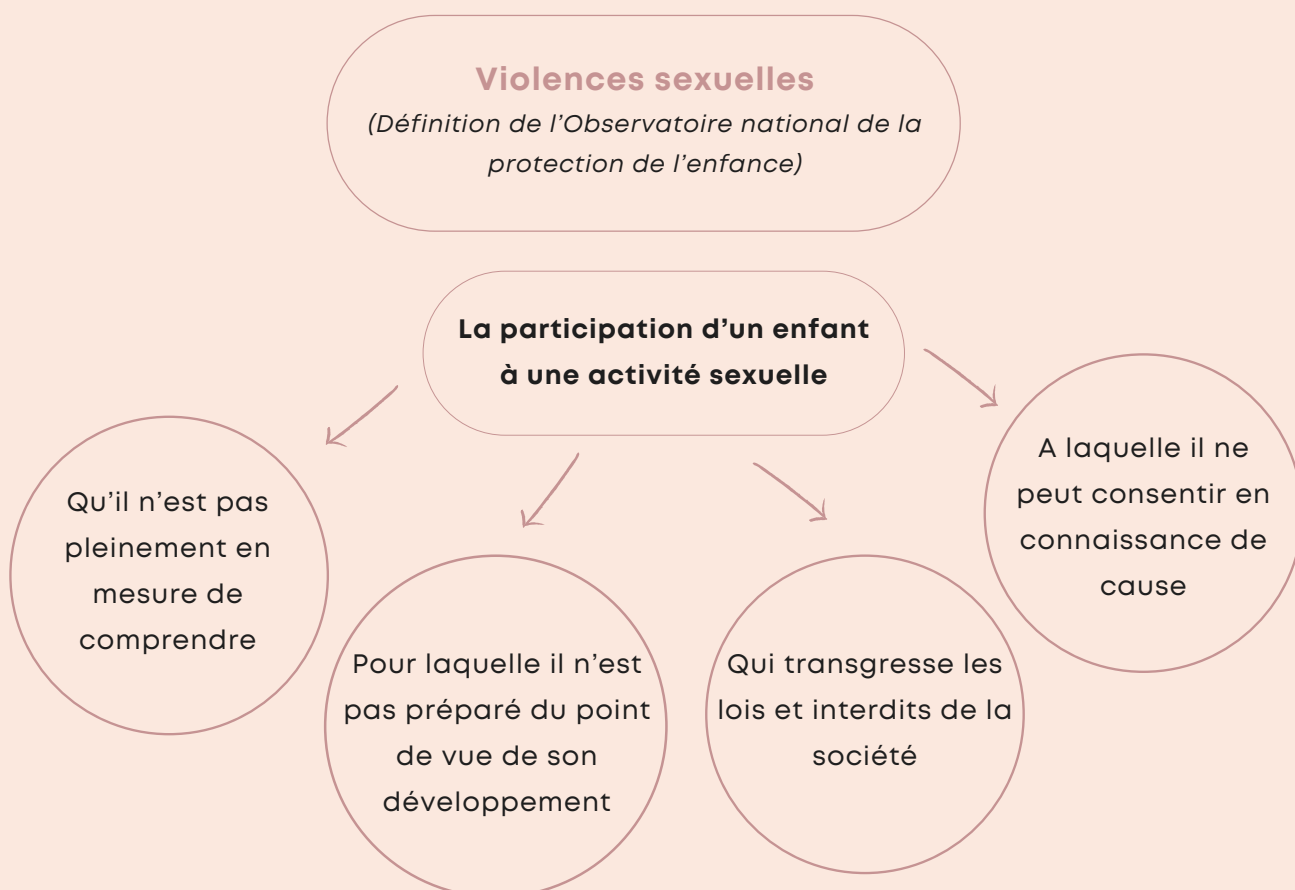 Violences sexuelles
(Définition de l’Observatoire national de la
protection de l’enfance)
La participation d’un enfant
à une activité sexuelle
Qu’il n’est pas
pleinement en
mesure de
comprendre
Pour laquelle il n’est
pas préparé du point
de vue de son
développement
Qui transgresse les
lois et interdits de la
société
A laquelle il ne
peut consentir en
connaissance de
cause